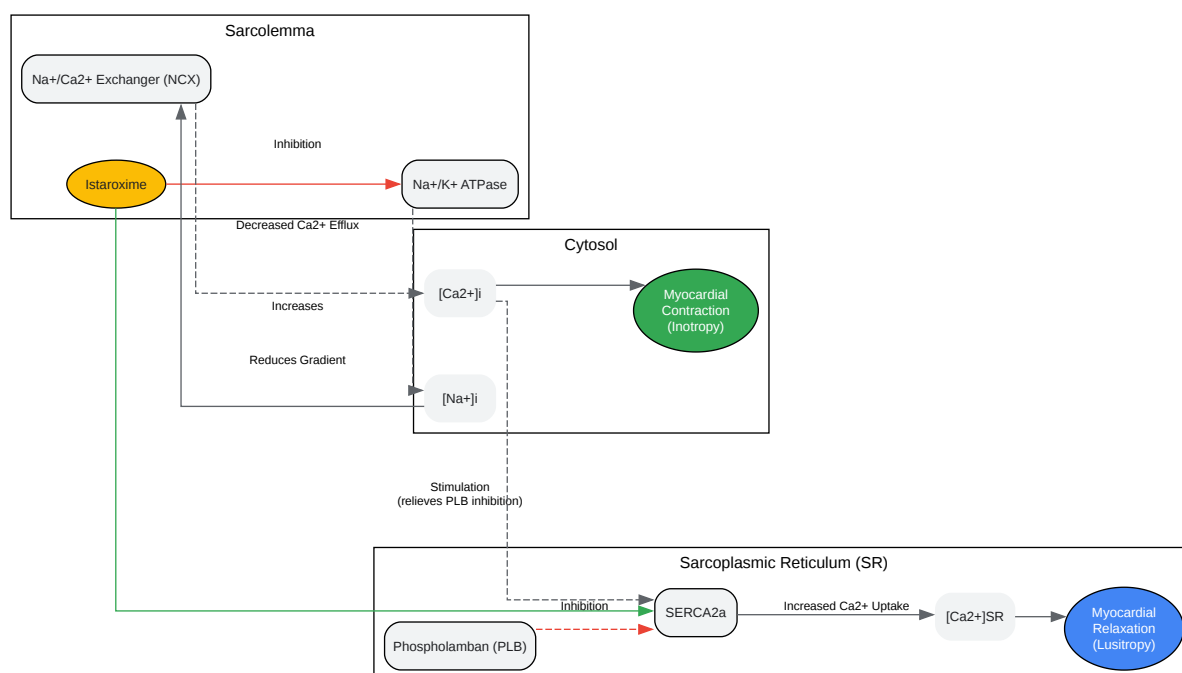 Sarcolemma
Na+/Ca2+ Exchanger (NCX)
Inhibition
Istaroxime
Na+/K+ ATPase
Decreased Ca2+ Efflux
Cytosol
[Ca2+]i
Myocardial
Contraction
(Inotropy)
Increases
Reduces Gradient
[Na+]i
Stimulation
(relieves PLB inhibition)
Sarcoplasmic Reticulum (SR)
Inhibition
SERCA2a
Increased Ca2+ Uptake
[Ca2+]SR
Myocardial
Relaxation
(Lusitropy)
Phospholamban (PLB)